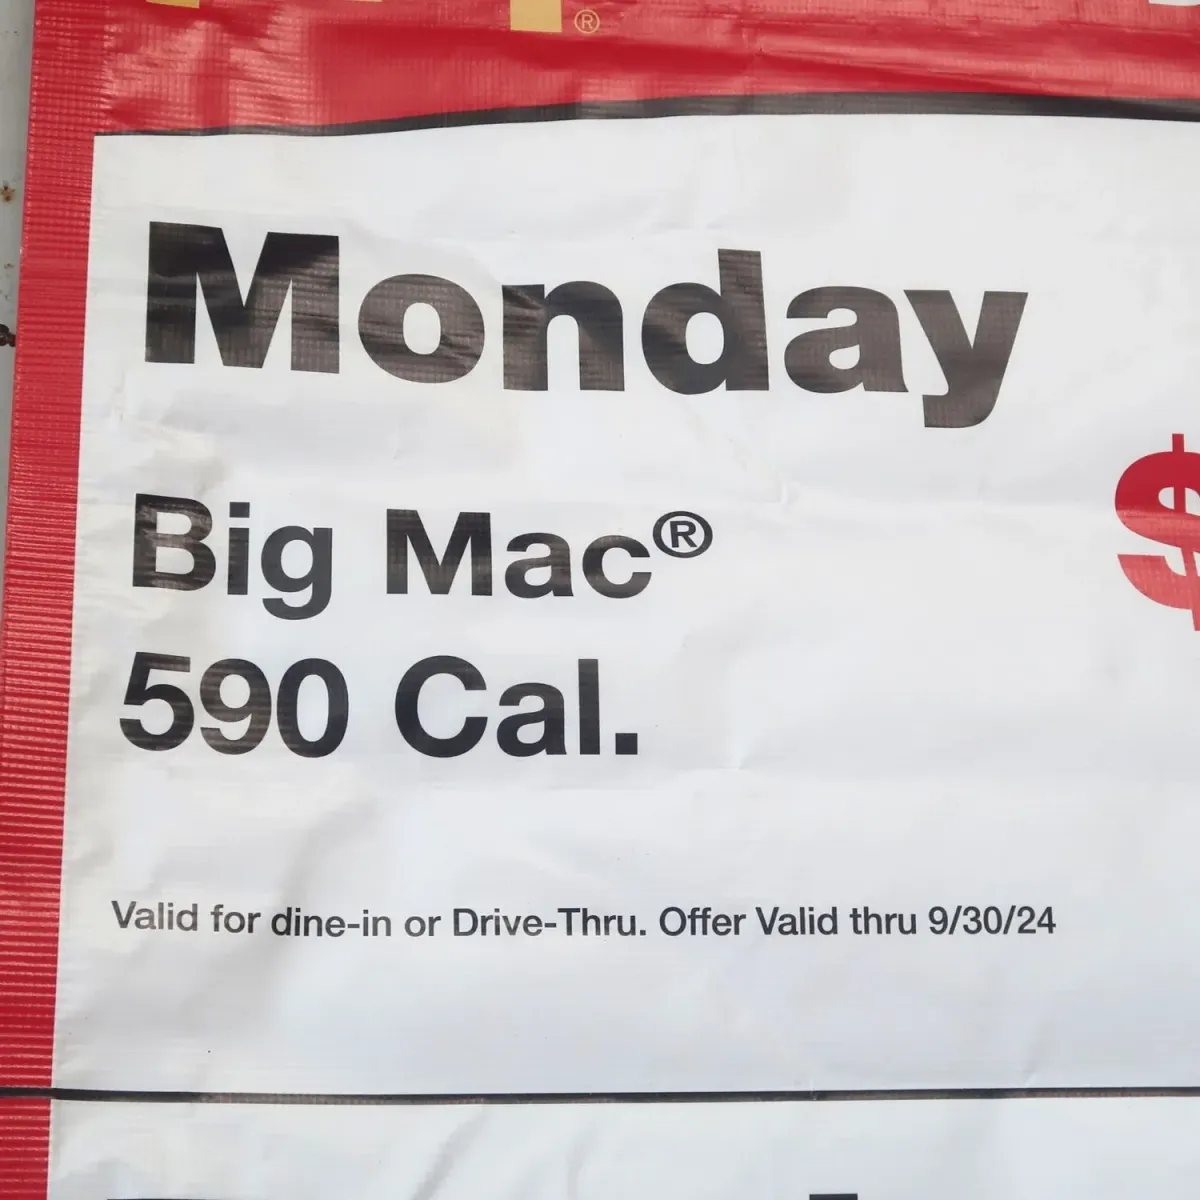 ®
Monday
Big Mac®
$
590 Cal.
Valid for dine-in or Drive-Thru. Offer Valid thru 9/30/24